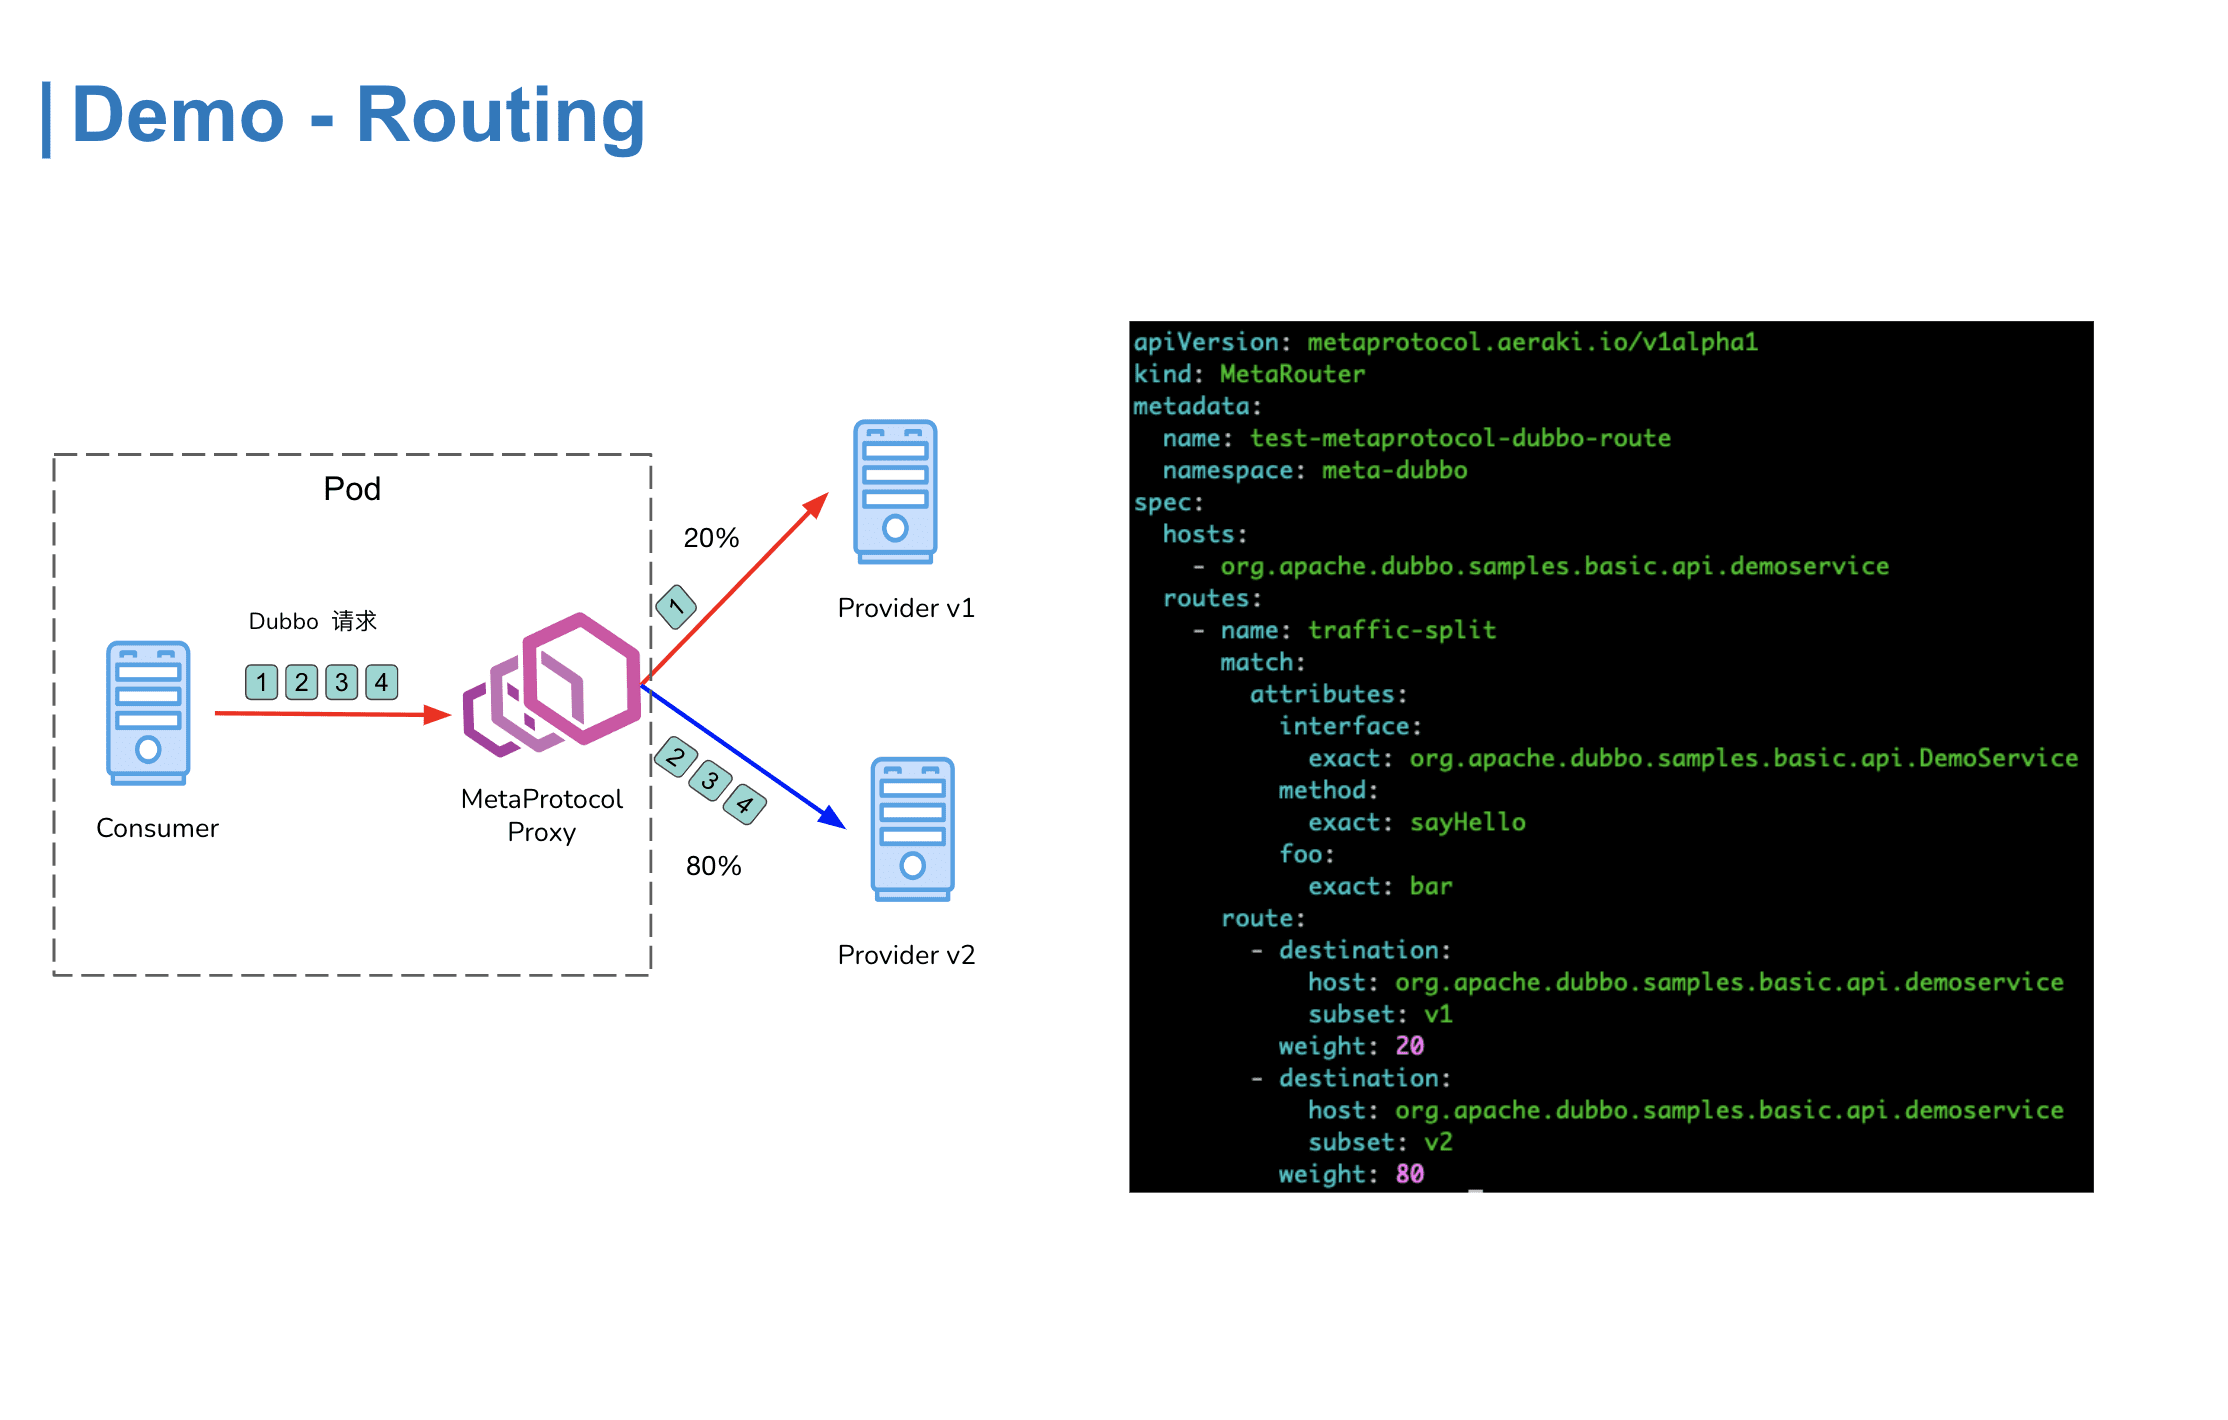 Demo - Routing
Pod
Dubbo 请求
1 2 3 4
Consumer
MetaProtocol
Proxy
20%
1
Provider v1
2 3 4
80%
Provider v2
apiVersion: metaprotocol.aeraki.io/v1alpha1
kind: MetaRouter
metadata:
  name: test-metaprotocol-dubbo-route
  namespace: meta-dubbo
spec:
  hosts:
    - org.apache.dubbo.samples.basic.api.demoservice
  routes:
    - name: traffic-split
      match:
        attributes:
          interface:
            exact: org.apache.dubbo.samples.basic.api.DemoService
          method:
            exact: sayHello
          foo:
            exact: bar
      route:
        - destination:
            host: org.apache.dubbo.samples.basic.api.demoservice
            subset: v1
          weight: 20
        - destination:
            host: org.apache.dubbo.samples.basic.api.demoservice
            subset: v2
          weight: 80